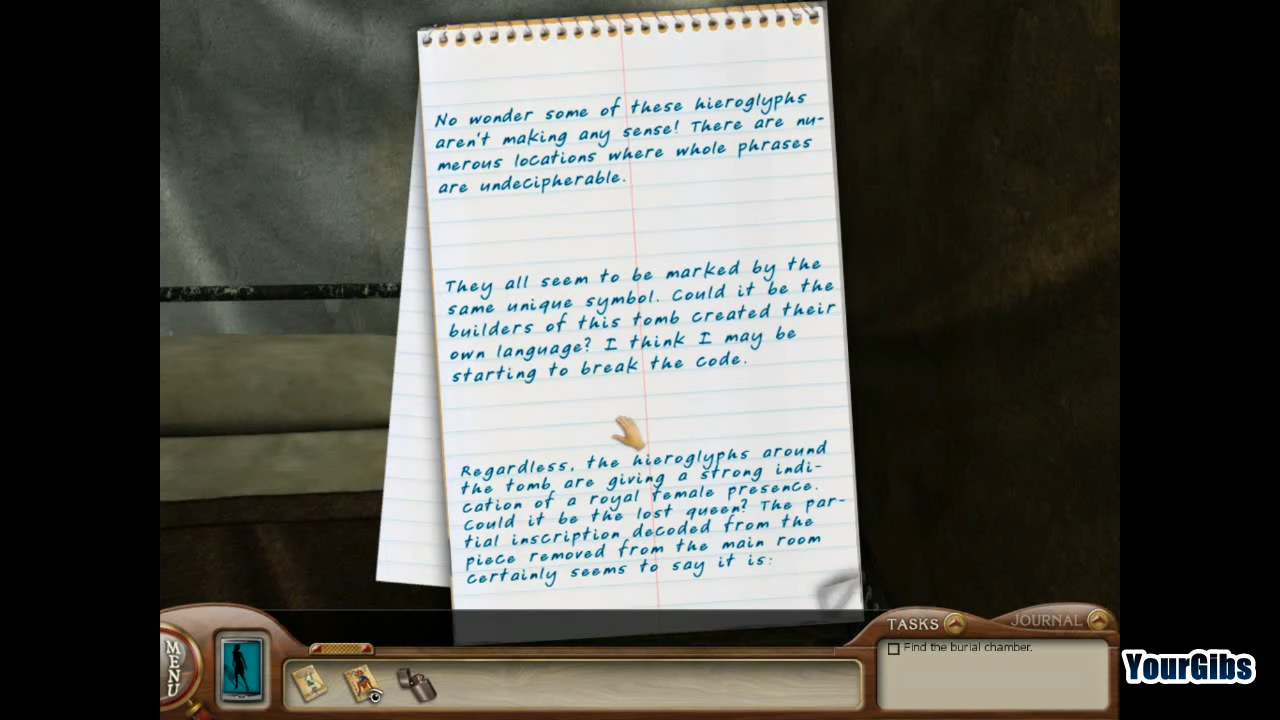 No wonder some of these hieroglyphs
aren't making any sense! There are nu-
merous locations where whole phrases
are undecipherable.
They all seem to be marked by the
same unique symbol. Could it be the
builders of this tomb created their
own language? I think I may be
starting to break the code.
Regardless, the hieroglyphs around
the tomb are giving a strong indi-
cation of a royal female presence.
Could it be the lost queen? The par-
tial inscription decoded from the
piece removed from the main room
certainly seems to say it is:
MENU
TASKS
JOURNAL
Find the burial chamber.
YourGibs